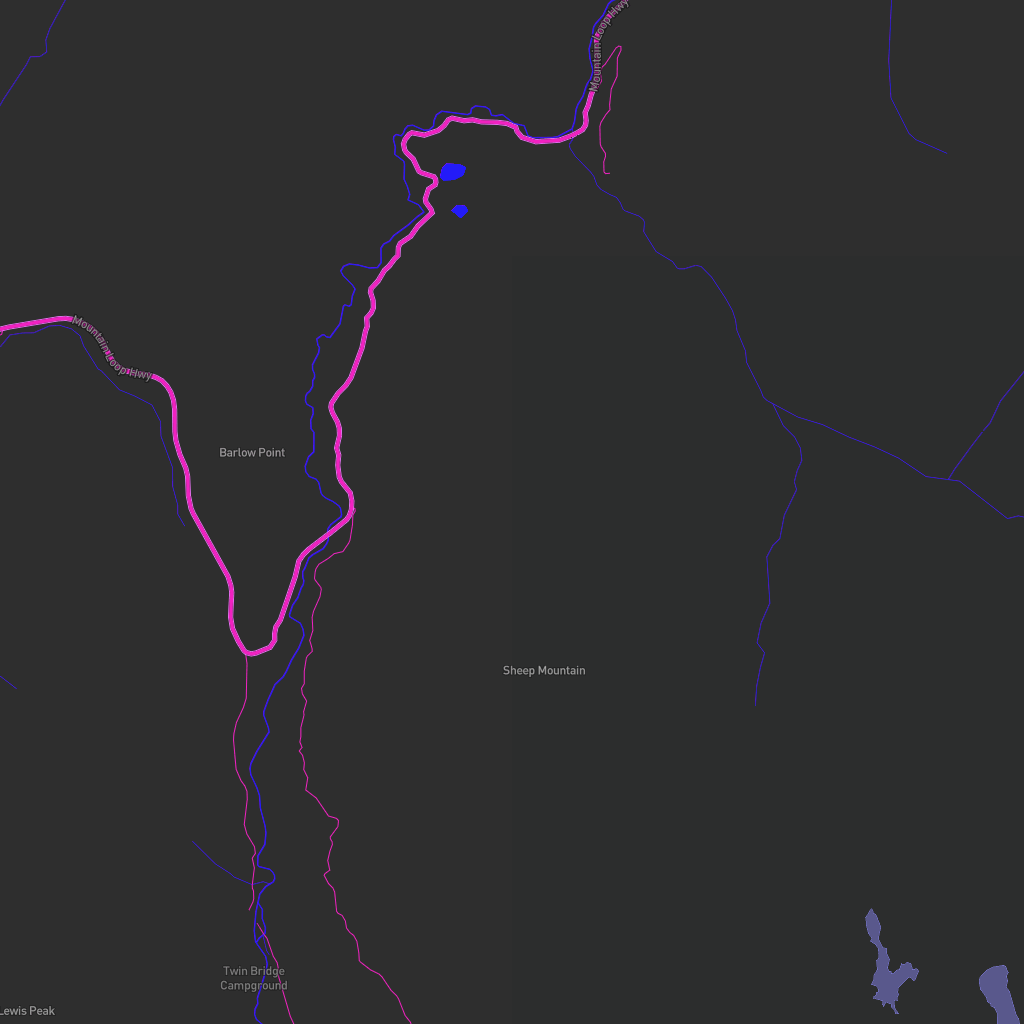 Mountain Loop Hwy
Mountain Loop Hwy
Barlow Point
Sheep Mountain
Twin Bridge
Campground
Lewis Peak